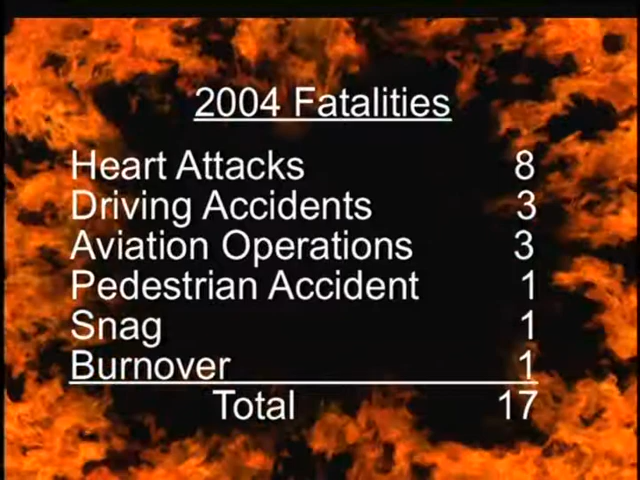 2004 Fatalities
Heart Attacks 8
Driving Accidents 3
Aviation Operations 3
Pedestrian Accident 1
Snag 1
Burnover 1
Total 17